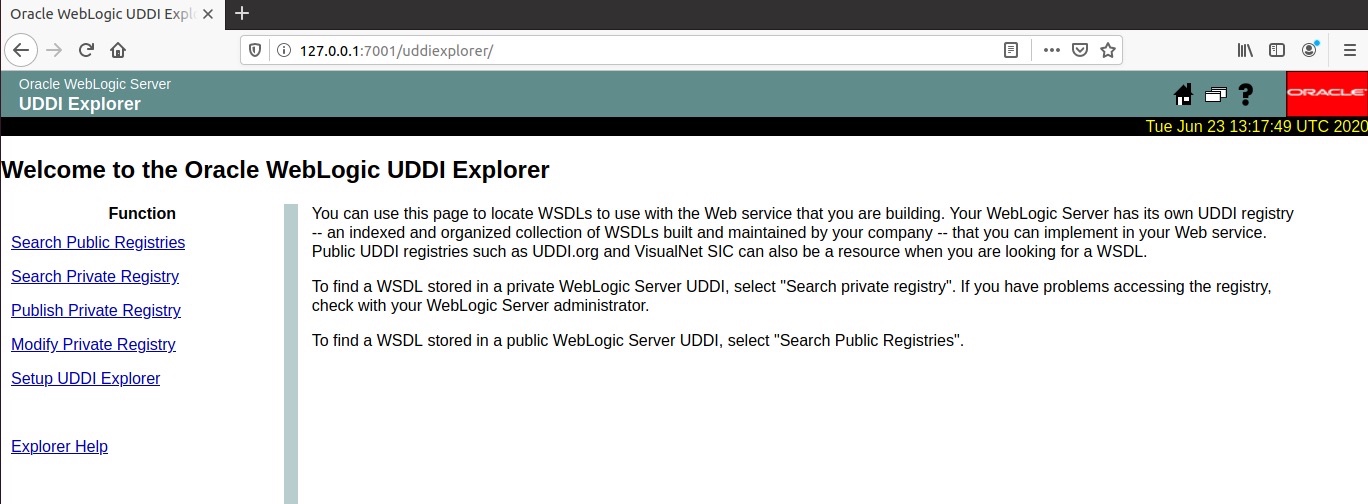 Oracle WebLogic UDDI Expl
127.0.0.1:7001/uddiexplorer/
Oracle WebLogic Server
UDDI Explorer
ORACLE
Tue Jun 23 13:17:49 UTC 2020
Welcome to the Oracle WebLogic UDDI Explorer
Function
Search Public Registries
Search Private Registry
Publish Private Registry
Modify Private Registry
Setup UDDI Explorer
Explorer Help
You can use this page to locate WSDLs to use with the Web service that you are building. Your WebLogic Server has its own UDDI registry
-- an indexed and organized collection of WSDLs built and maintained by your company -- that you can implement in your Web service.
Public UDDI registries such as UDDI.org and VisualNet SIC can also be a resource when you are looking for a WSDL.
To find a WSDL stored in a private WebLogic Server UDDI, select "Search private registry". If you have problems accessing the registry,
check with your WebLogic Server administrator.
To find a WSDL stored in a public WebLogic Server UDDI, select "Search Public Registries".